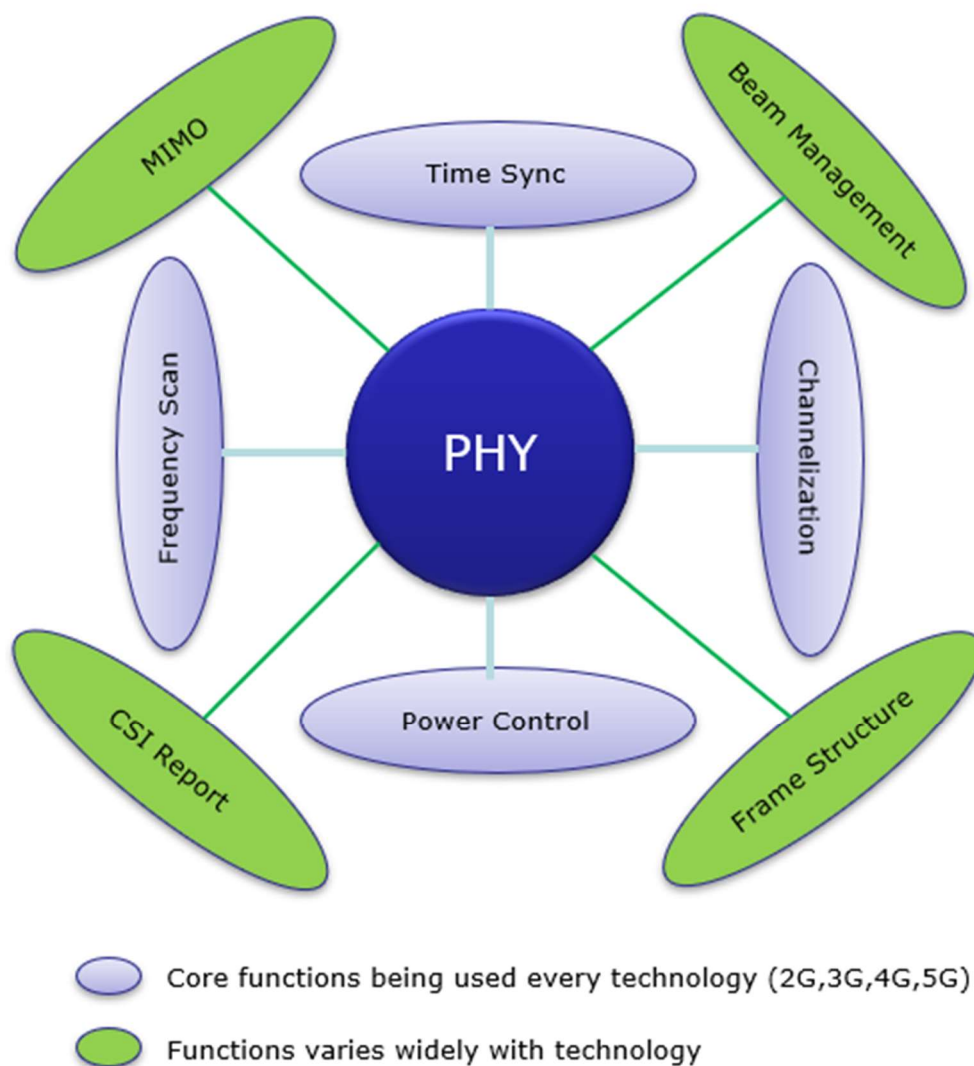 MIMO
Beam Management
Time Sync
Frequency Scan
PHY
Channelization
CSI Report
Power Control
Frame Structure
Core functions being used every technology (2G,3G,4G,5G)
Functions varies widely with technology